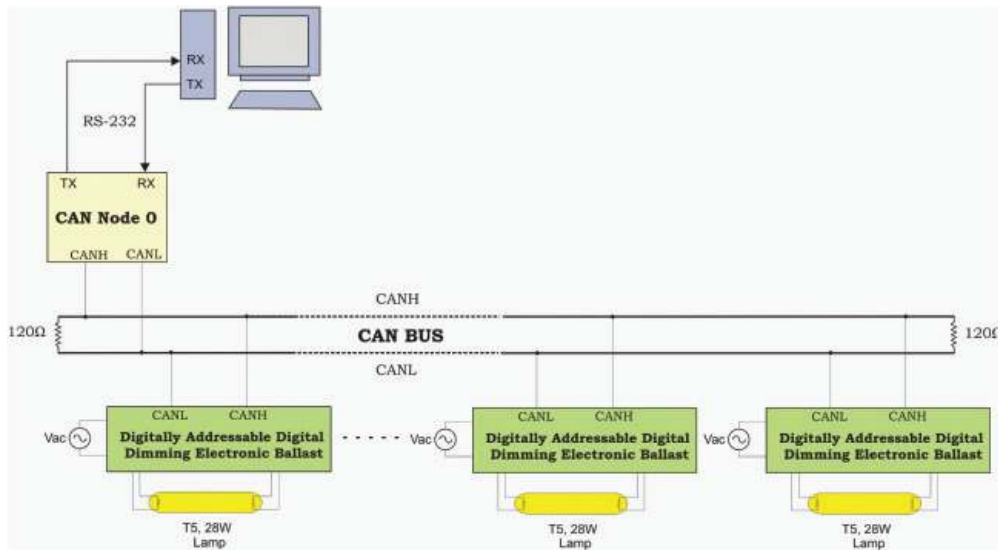 RX
TX
RS-232
TX RX
CAN Node 0
CANH CANL
CANH
120Ω CAN BUS 120Ω
CANL
CANL CANH CANL CANH CANL CANH
Vac Digitally Addressable Digital Dimming Electronic Ballast
Vac Digitally Addressable Digital Dimming Electronic Ballast
Vac Digitally Addressable Digital Dimming Electronic Ballast
T5, 28W
Lamp
T5, 28W
Lamp
T5, 28W
Lamp